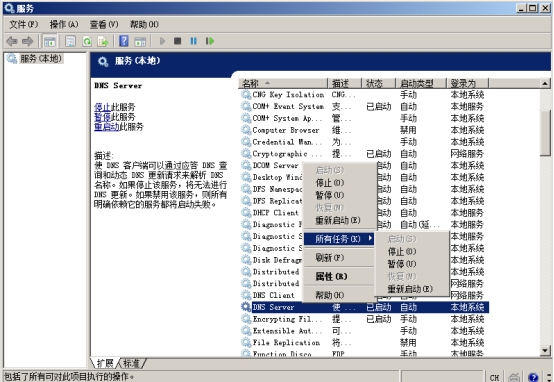 服务
文件(F) 操作(A) 查看(V) 帮助(H)
服务(本地)
服务(本地)
DNS Server
停止此服务
暂停此服务
重启动此服务
描述:
使 DNS 客户端可以通过应答 DNS 查
询和动态 DNS 更新请求来解析 DNS
名称。如果停止该服务，将无法进行
DNS 更新。如果禁用该服务，则所有
明确依赖它的服务都将启动失败。
名称 描述 状态 启动类型 登录为
CNG Key Isolation CNG... 手动 本地系统
COM+ Event System 支... 已启动 自动 本地服务
COM+ System Ap... 管... 手动 本地系统
Computer Browser 维... 禁用 本地系统
Credential Man... 为... 手动 本地系统
Cryptographic ... 提... 已启动 自动 网络服务
DCOM Server 本地系统
Desktop Wind 本地系统
DFS Namespac 本地系统
DFS Replicat 本地系统
DHCP Client 本地服务
Diagnostic P 自动(延... 本地服务
Diagnostic S 本地服务
Diagnostic S 本地系统
Disk Defragm 本地系统
Distributed 本地系统
Distributed 网络服务
DNS Client 网络服务
DNS Server 使... 已启动 自动 本地系统
Encrypting Fil... 提... 已启动 自动 本地系统
Extensible Aut... 可... 手动 本地系统
File Replication 将... 禁用 本地系统
Function Disco... FDP... 手动 本地服务
启动(S)
停止(O)
暂停(U)
恢复(M)
重新启动(E)
所有任务(K)
刷新(F)
属性(R)
帮助(H)
启动(S)
停止(O)
暂停(U)
恢复(M)
重新启动(E)
扩展 标准
包括了所有可对此项目执行的操作。
CH